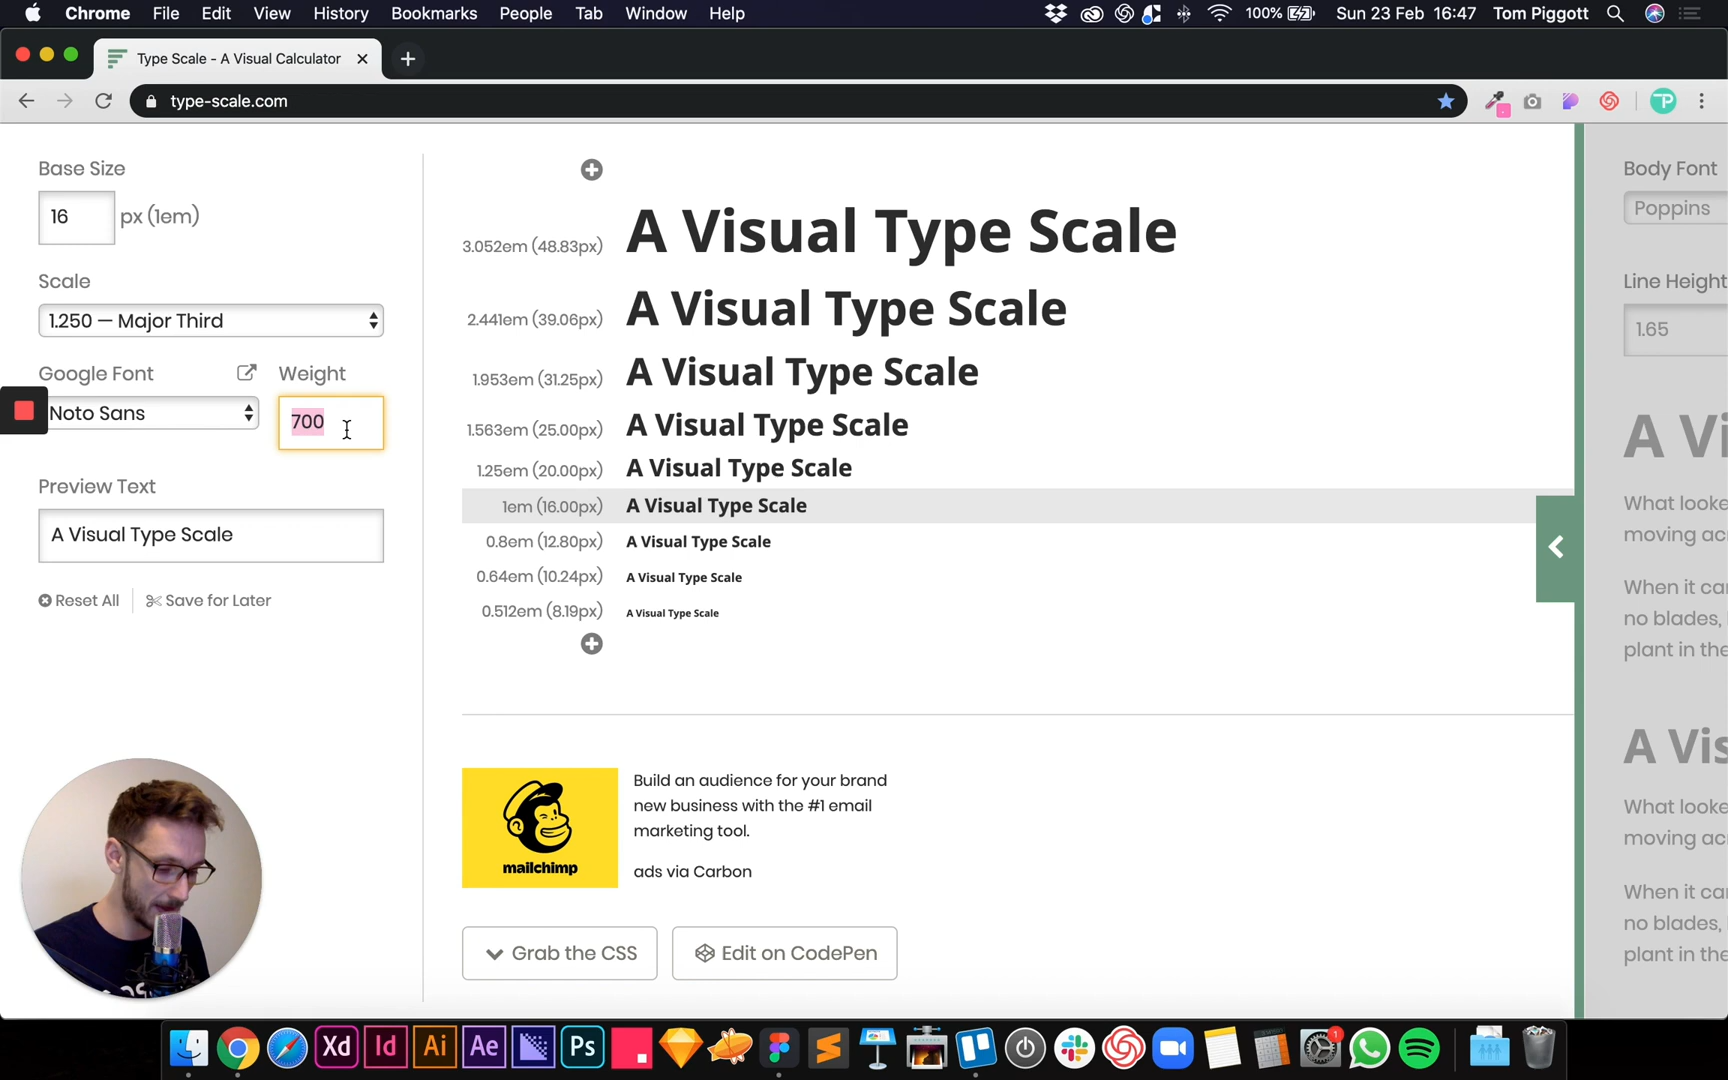 Chrome File Edit View History Bookmarks People Tab Window Help 100% Sun 23 Feb 16:47 Tom Piggott
Type Scale - A Visual Calculator
type-scale.com
Base Size
16 px (1em)
Scale
1.250 — Major Third
Google Font Weight
Noto Sans 700
Preview Text
A Visual Type Scale
Reset All Save for Later
3.052em (48.83px) A Visual Type Scale
2.441em (39.06px) A Visual Type Scale
1.953em (31.25px) A Visual Type Scale
1.563em (25.00px) A Visual Type Scale
1.25em (20.00px) A Visual Type Scale
1em (16.00px) A Visual Type Scale
0.8em (12.80px) A Visual Type Scale
0.64em (10.24px) A Visual Type Scale
0.512em (8.19px) A Visual Type Scale
mailchimp
Build an audience for your brand
new business with the #1 email
marketing tool.
ads via Carbon
Grab the CSS Edit on CodePen
Body Font
Poppins
Line Height
1.65
A Vi
What looke
moving acr
When it ca
no blades,
plant in the
A Vis
What looke
moving acr
When it ca
no blades,
plant in the
Xd Id Ai Ae Ps 1